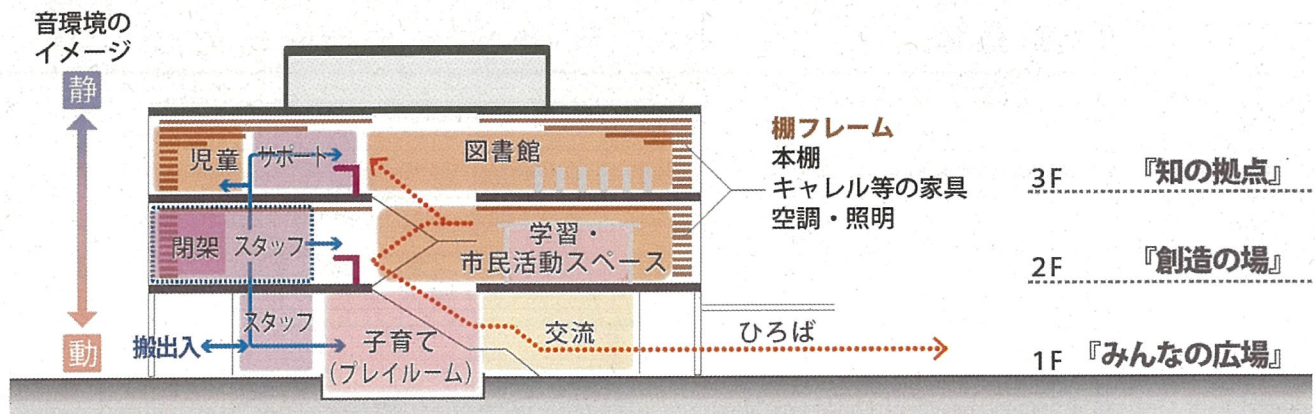 音環境の
イメージ
静
動
児童
サポート
図書館
閉架
スタッフ
学習・
市民活動スペース
スタッフ
搬出入
子育て
(プレイルーム)
交流
ひろば
棚フレーム
本棚
キャレル等の家具
空調・照明
3F 『知の拠点』
2F 『創造の場』
1F 『みんなの広場』